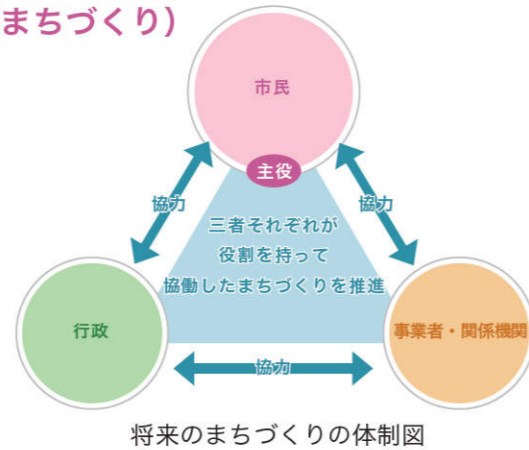 まちづくり）
市民
主役
協力
協力
三者それぞれが
役割を持って
協働したまちづくりを推進
行政
事業者・関係機関
協力
将来のまちづくりの体制図